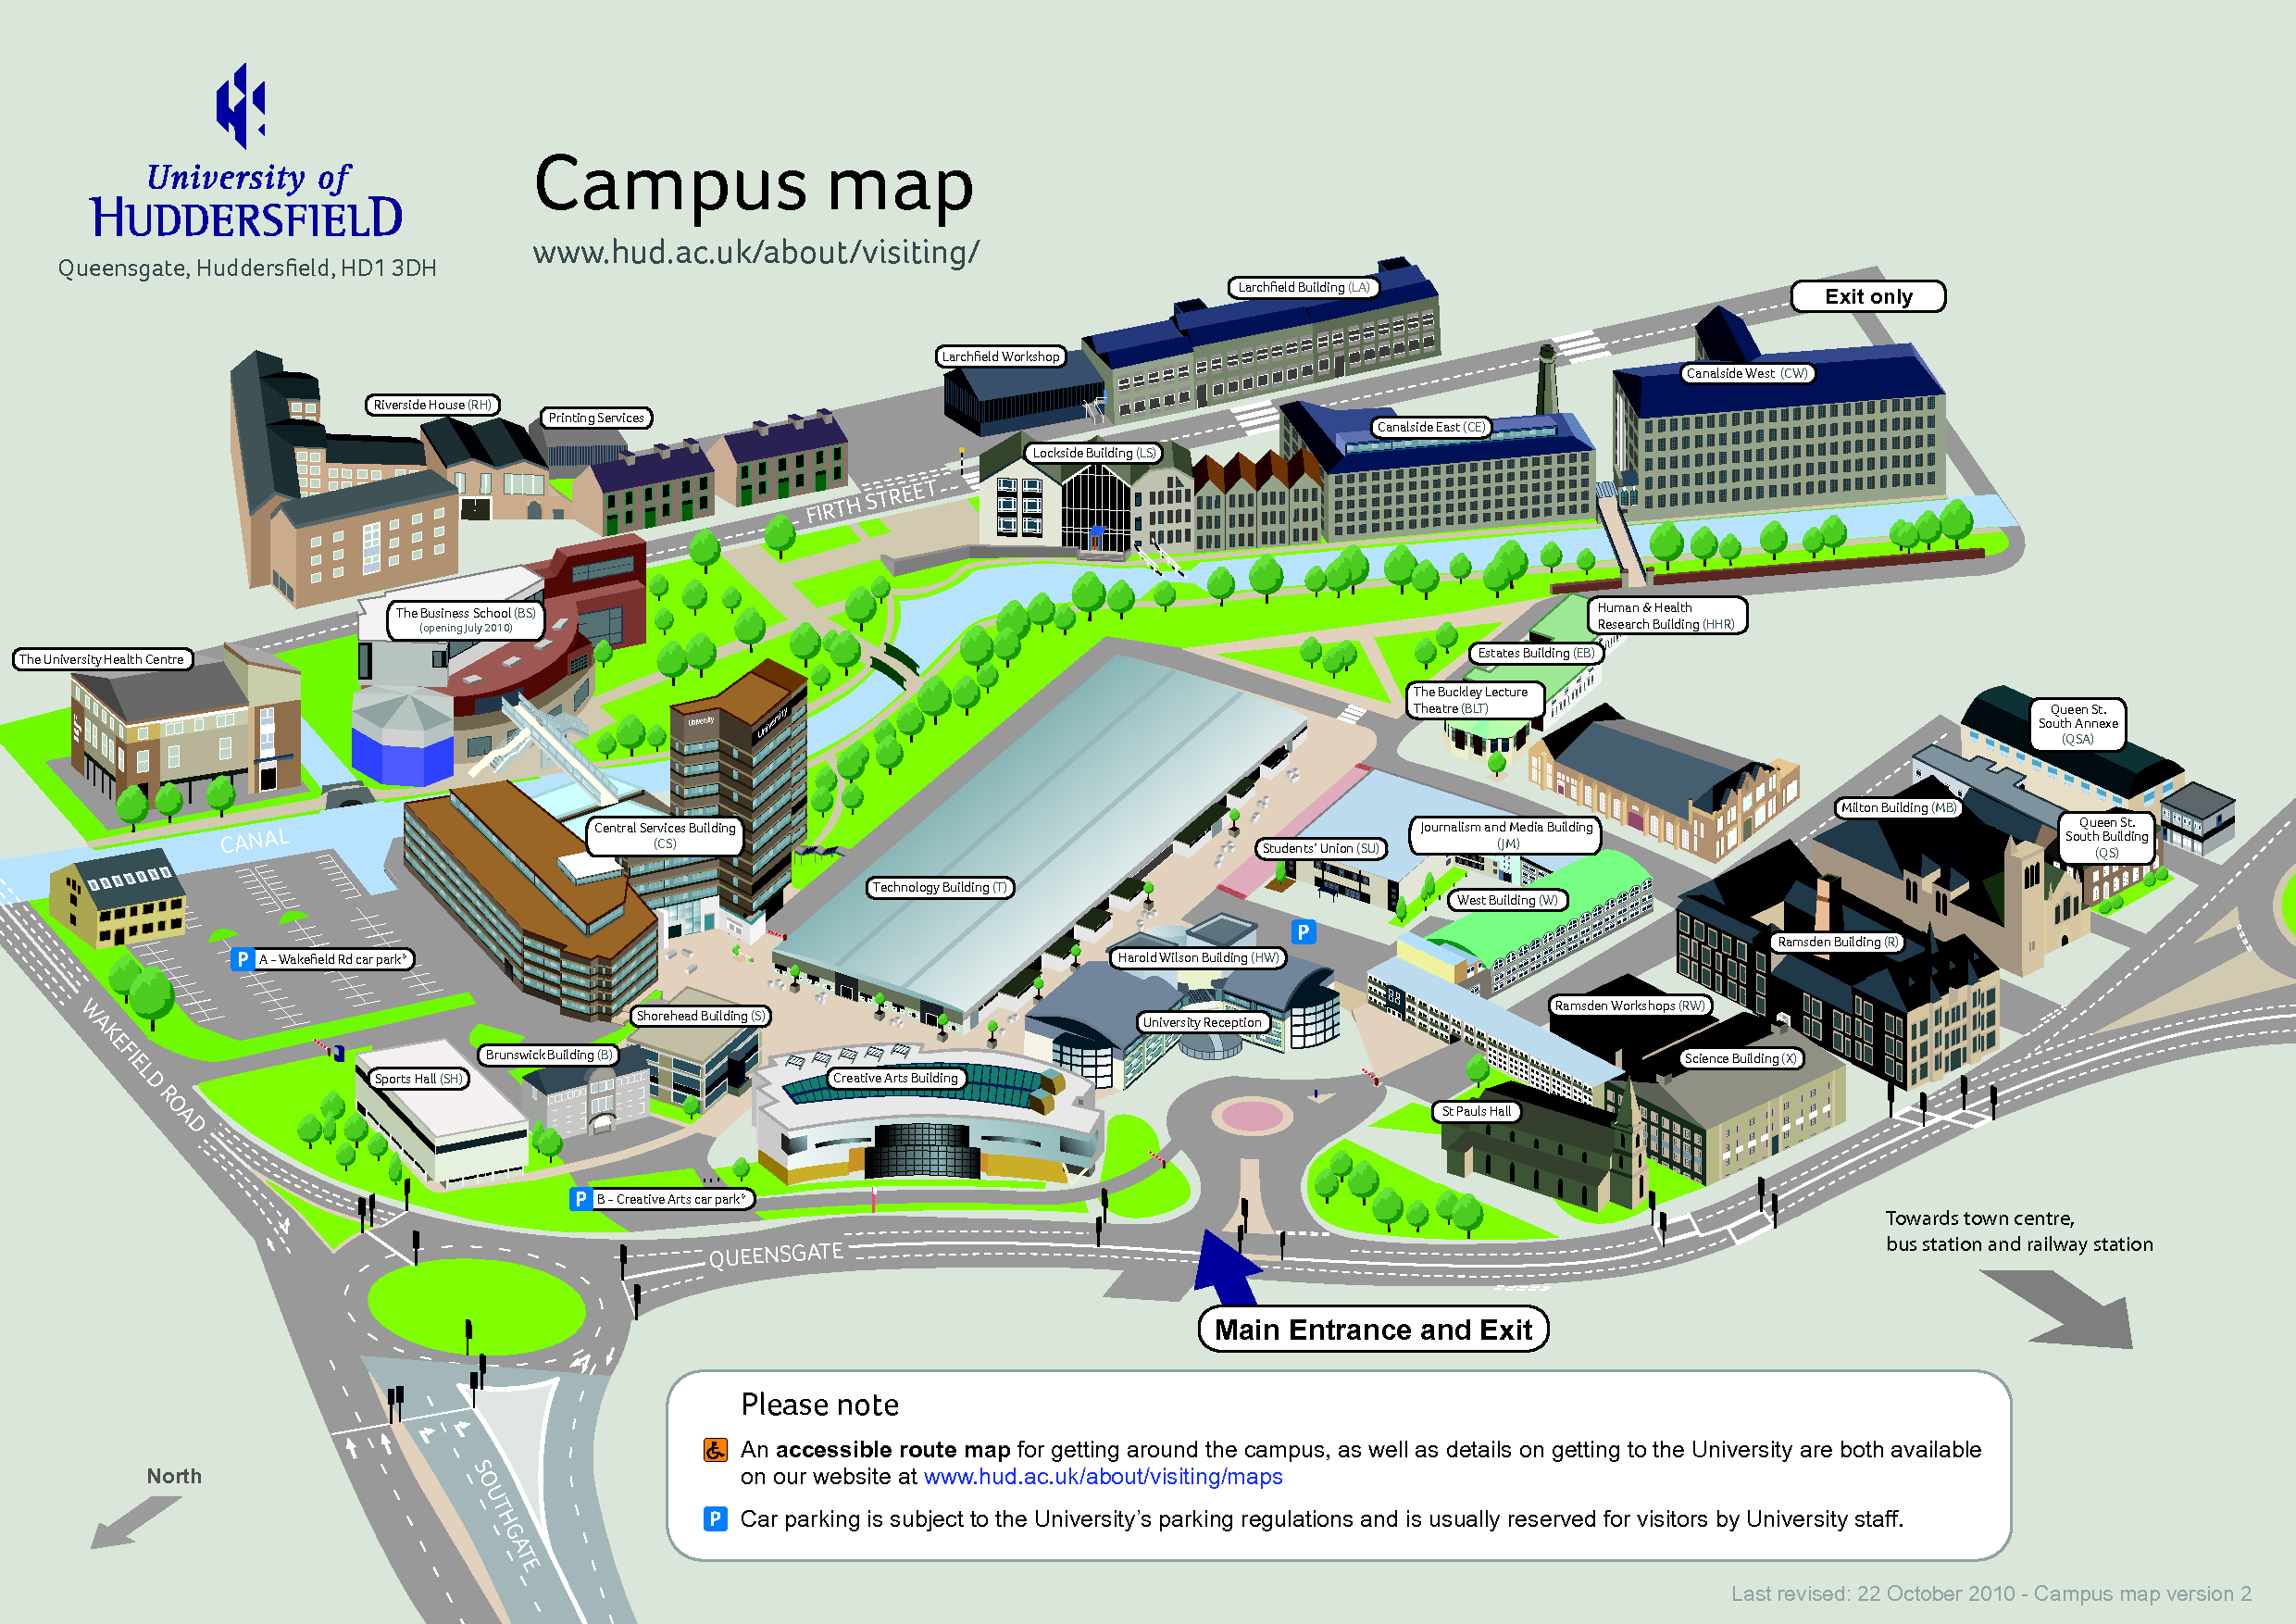 University of
HUDDERSFIELD
Queensgate, Huddersfield, HD1 3DH
Campus map
www.hud.ac.uk/about/visiting/
Larchfield Building (LA)
Exit only
Larchfield Workshop
Canalside West (CW)
Riverside House (RH)
Printing Services
Canalside East (CE)
Lockside Building (LS)
FIRTH STREET
The Business School (BS)
(opening July 2010)
Human & Health
Research Building (HHR)
The University Health Centre
Estates Building (EB)
The Buckley Lecture
Theatre (BLT)
University
University
Queen St.
South Annexe
(QSA)
Milton Building (MB)
Queen St.
South Building
(QS)
Central Services Building
(CS)
Journalism and Media Building
(JM)
Students' Union (SU)
CANAL
Technology Building (T)
West Building (W)
P
Ramsden Building (R)
P A - Wakefield Rd car park*
Harold Wilson Building (HW)
Ramsden Workshops (RW)
Shorehead Building (S)
University Reception
WAKEFIELD ROAD
Brunswick Building (B)
Science Building (X)
Sports Hall (SH)
Creative Arts Building
St Pauls Hall
P B - Creative Arts car park*
QUEENSGATE
Towards town centre,
bus station and railway station
Main Entrance and Exit
SOUTHGATE
North
Please note
An accessible route map for getting around the campus, as well as details on getting to the University are both available
on our website at www.hud.ac.uk/about/visiting/maps
P Car parking is subject to the University's parking regulations and is usually reserved for visitors by University staff.
Last revised: 22 October 2010 - Campus map version 2